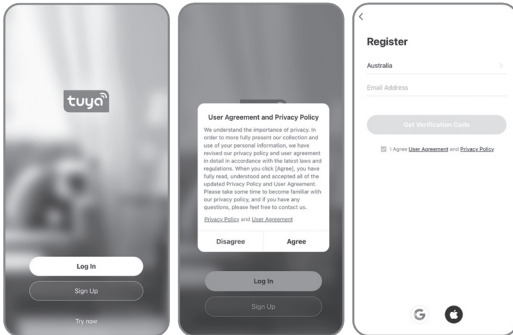 tuya
Log In
Sign Up
Try now
User Agreement and Privacy Policy
We understand the importance of privacy. In
order to more fully present our collection and
use of your personal information, we have
revised our privacy policy and user agreement
in detail in accordance with the latest laws and
regulations. When you click [Agree], you have
fully read, understood and accepted all of the
updated Privacy Policy and User Agreement.
Please take some time to become familiar with
our privacy policy, and if you have any
questions, please feel free to contact us.
Privacy Policy and User Agreement
Disagree Agree
Log In
Sign Up
Register
Australia
Email Address
Get Verification Code
I Agree User Agreement and Privacy Policy
G